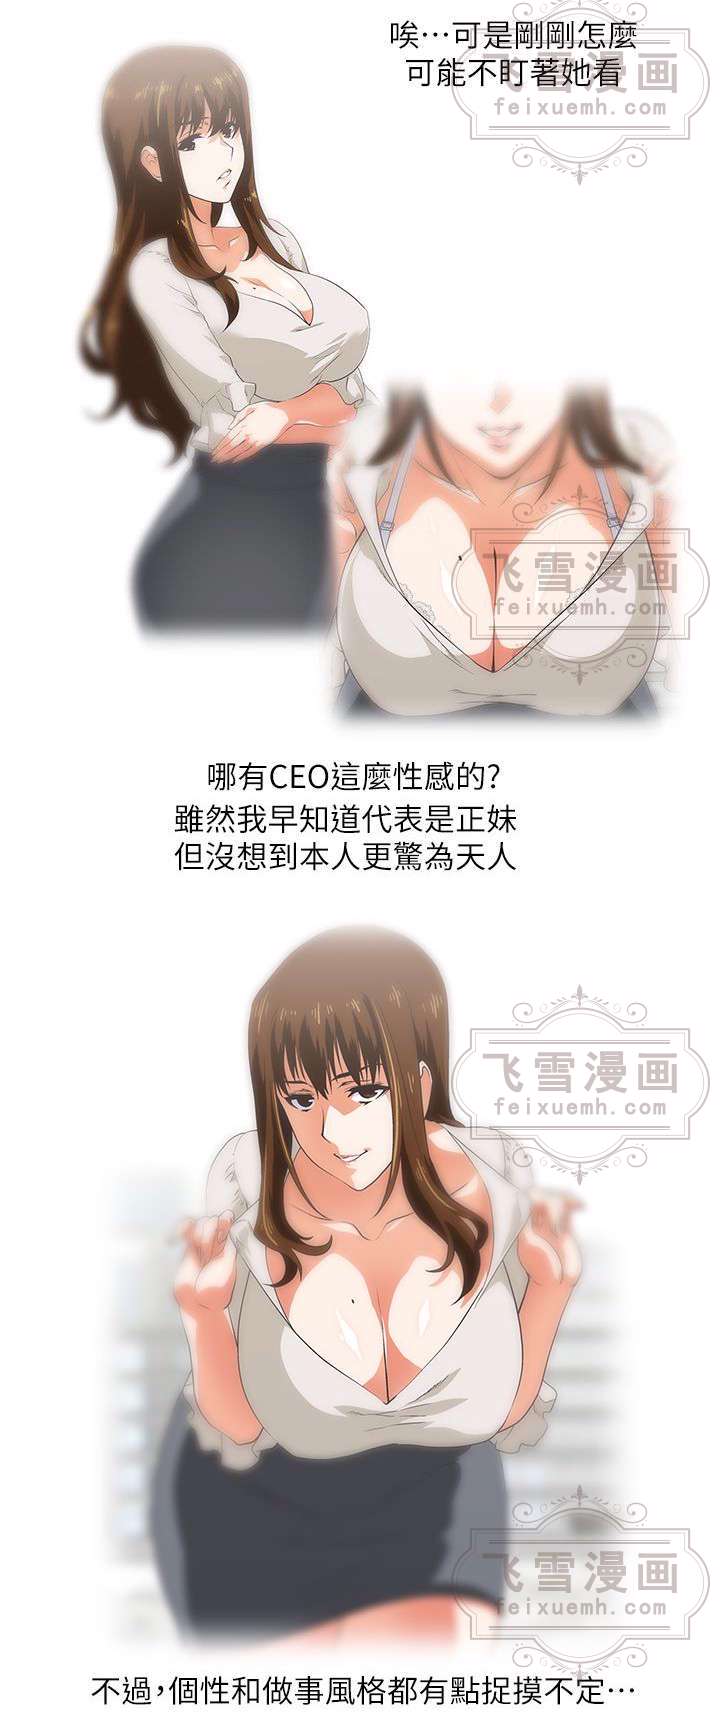 唉⋯可是剛剛怎麼
可能不盯著她看
飞雪漫画
feixuemh.com
飞雪漫画
feixuemh.com
哪有CEO這麼性感的?
雖然我早知道代表是正妹
但沒想到本人更驚為天人
飞雪漫画
feixuemh.com
飞雪漫画
feixuemh.com
不過，個性和做事風格都有點捉摸不定⋯